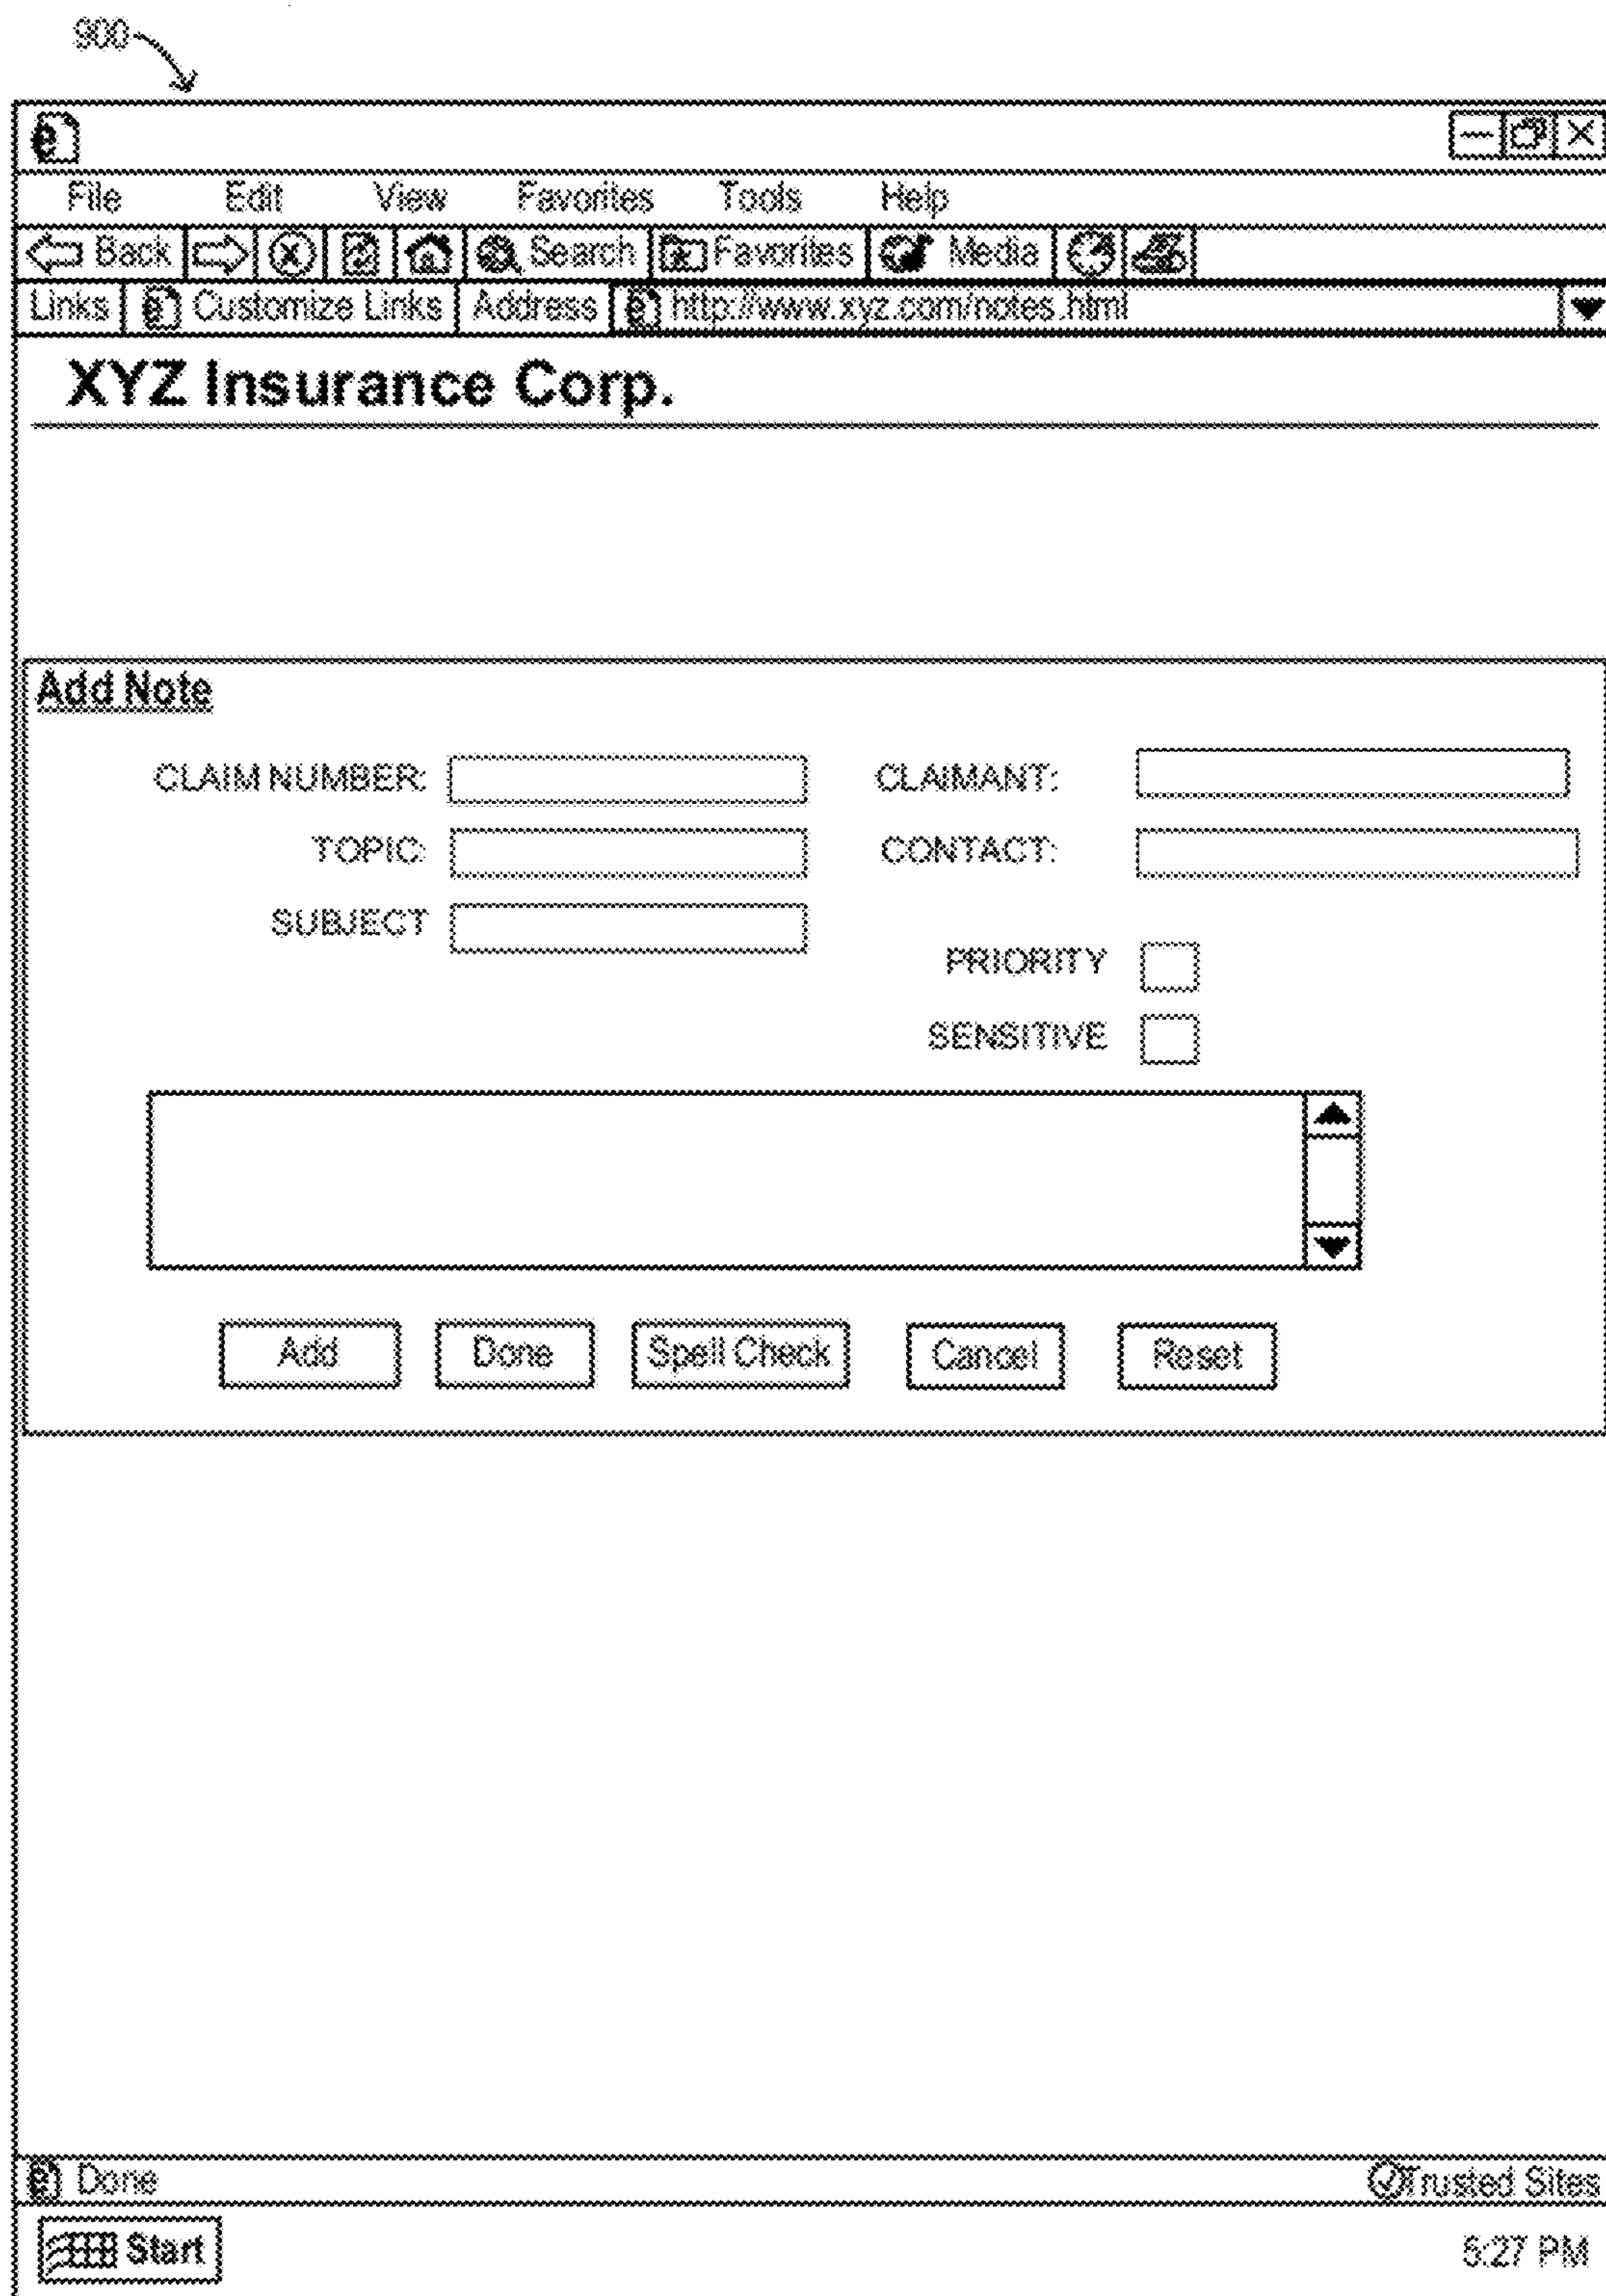 900
File Edit View Favorites Tools Help
Back Search Favorites Media
Links Customize Links Address http://www.xyz.com/notes.html
XYZ Insurance Corp.
Add Note
CLAIM NUMBER: CLAIMANT:
TOPIC: CONTACT:
SUBJECT
PRIORITY
SENSITIVE
Add Done Spell Check Cancel Reset
Done Trusted Sites
Start 5:27 PM